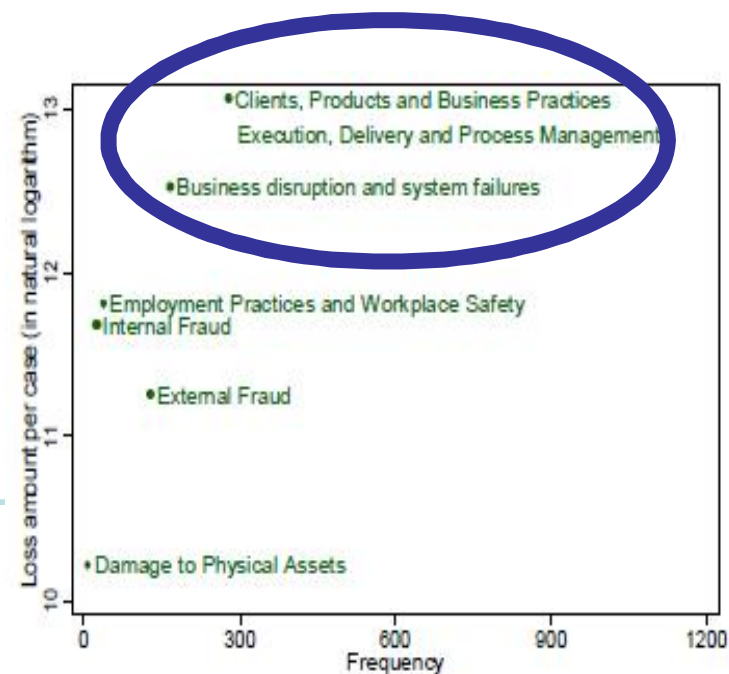 Clients, Products and Business Practices
Execution, Delivery and Process Management
Business disruption and system failures
Employment Practices and Workplace Safety
Internal Fraud
External Fraud
Damage to Physical Assets
Loss amount per case (in natural logarithm)
13
12
11
10
0 300 600 900 1200
Frequency